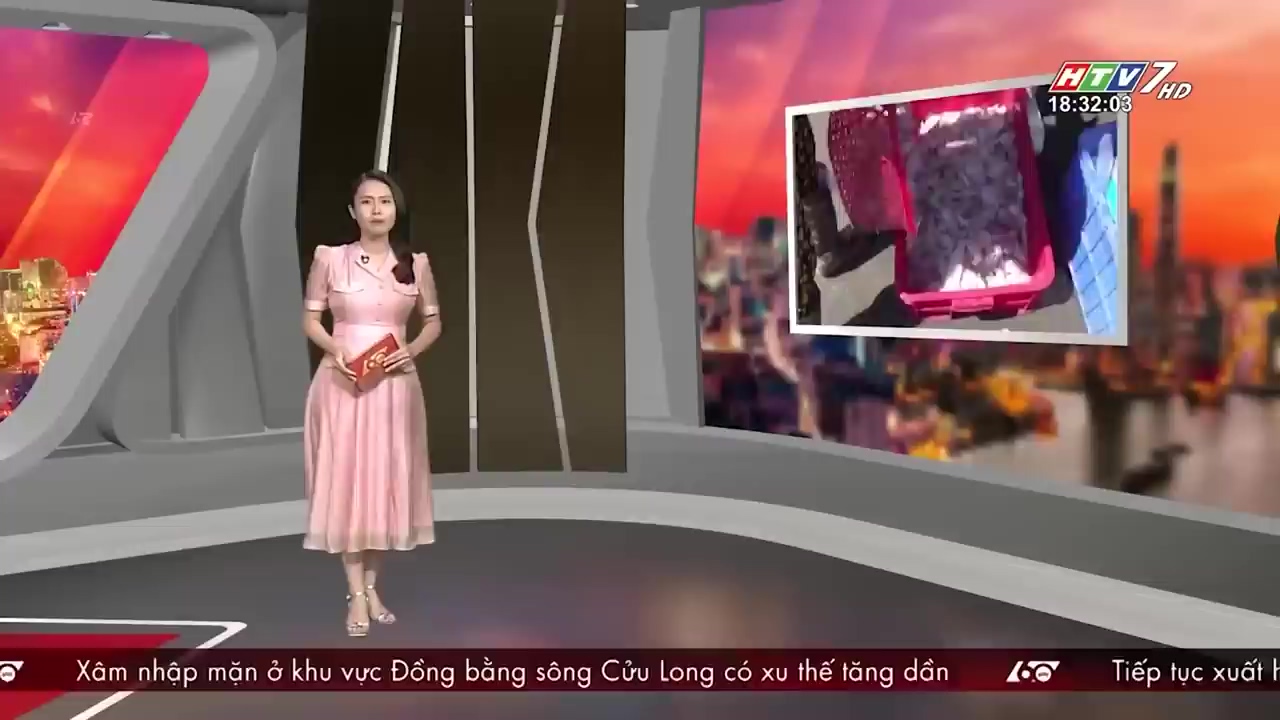 HTV7 HD
18:32:03
Xâm nhập mặn ở khu vực Đồng bằng sông Cửu Long có xu thế tăng dần
Tiếp tục xuất